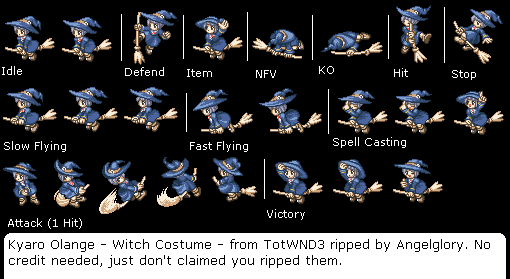 Idle
Defend
Item
NFV
KO
Hit
Stop
Slow Flying
Fast Flying
Spell Casting
Attack (1 Hit)
Victory
Kyaro Olange - Witch Costume - from TotWND3 ripped by Angelglory. No
credit needed, just don't claimed you ripped them.